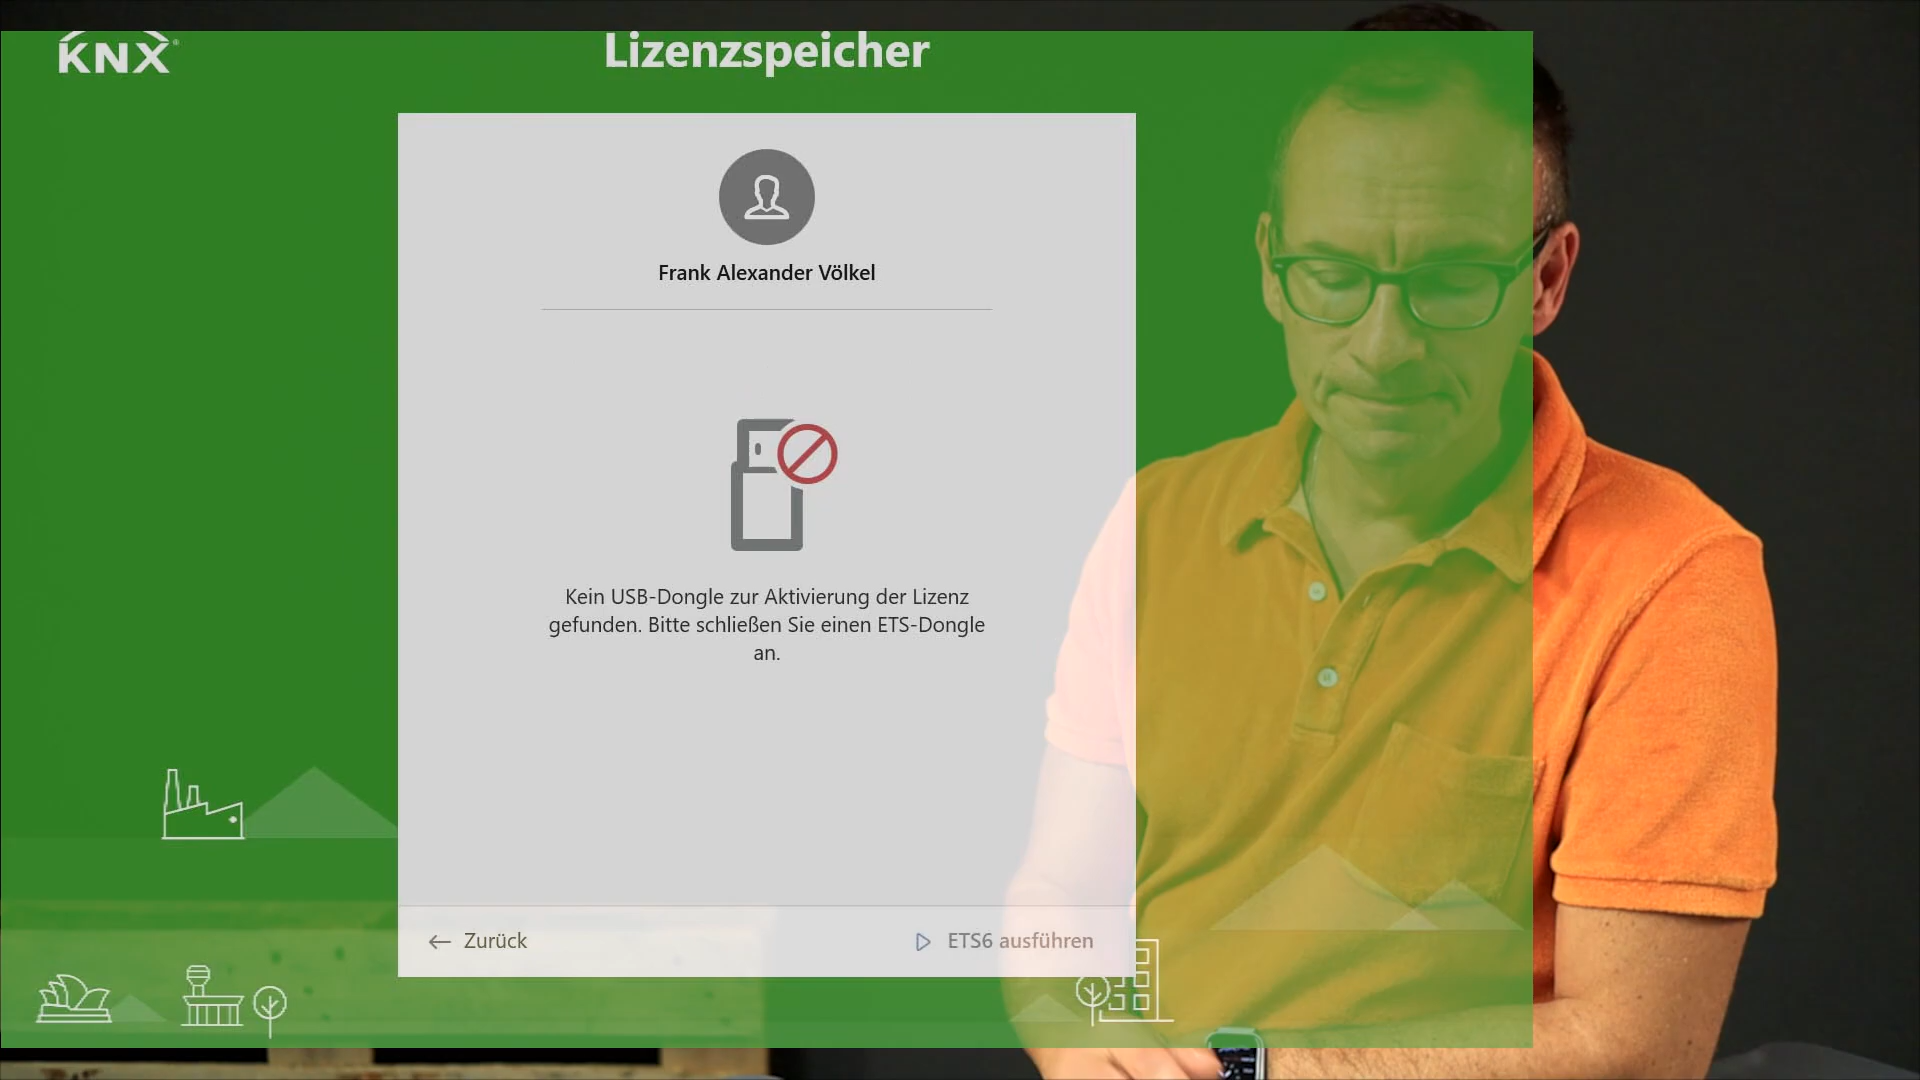 KNX®
Lizenzspeicher
Frank Alexander Völkel
Kein USB-Dongle zur Aktivierung der Lizenz
gefunden. Bitte schließen Sie einen ETS-Dongle
an.
Zurück
ETS6 ausführen